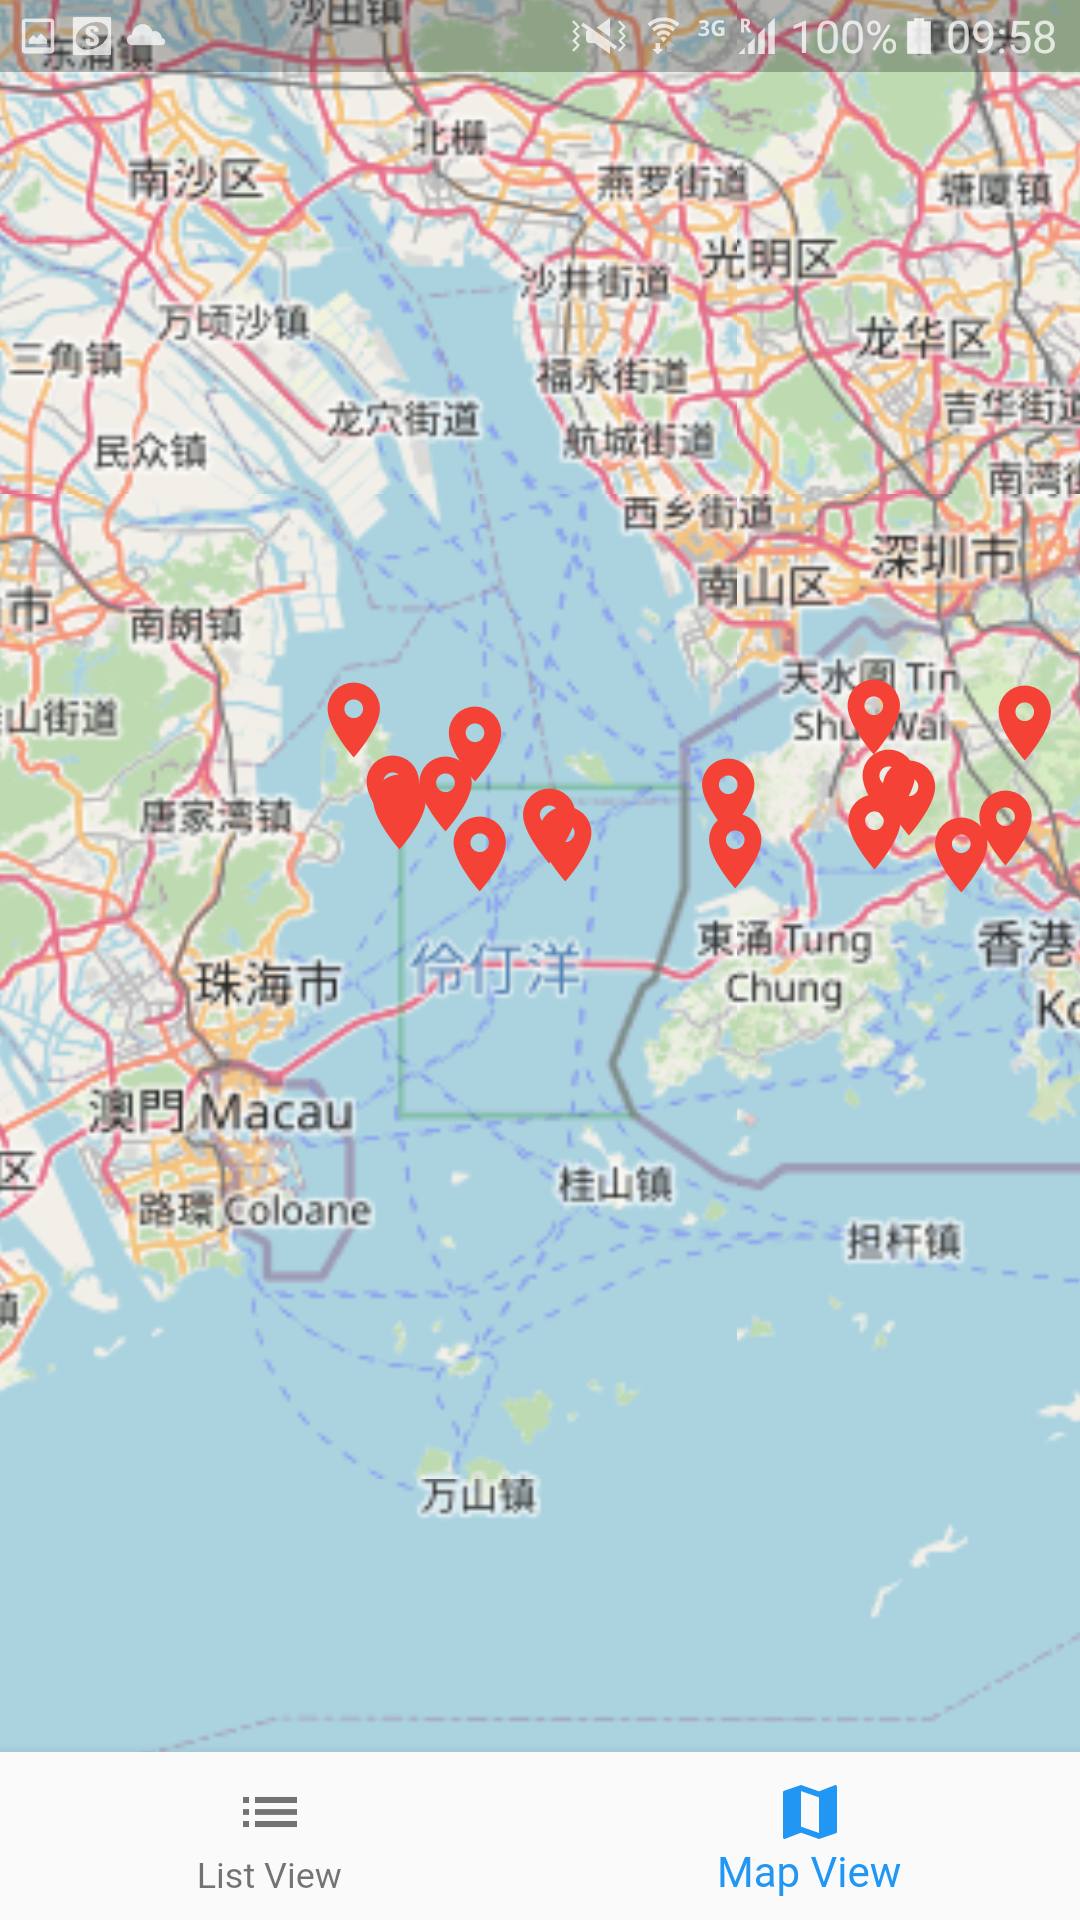 3G R 100% 09:58
沙田镇
东涌镇
北栅
南沙区
燕罗街道
塘厦镇
光明区
沙井街道
万顷沙镇
龙华区
三角镇
福永街道
吉华街道
龙穴街道
航城街道
民众镇
南湾街
西乡街道
深圳市
南山区
市
南朗镇
天水圍 Tin
Shui Wai
山街道
唐家湾镇
東涌 Tung
Chung
香港
伶仃洋
珠海市
Ko
澳門 Macau
区
桂山镇
路環 Coloane
担杆镇
镇
万山镇
List View
Map View